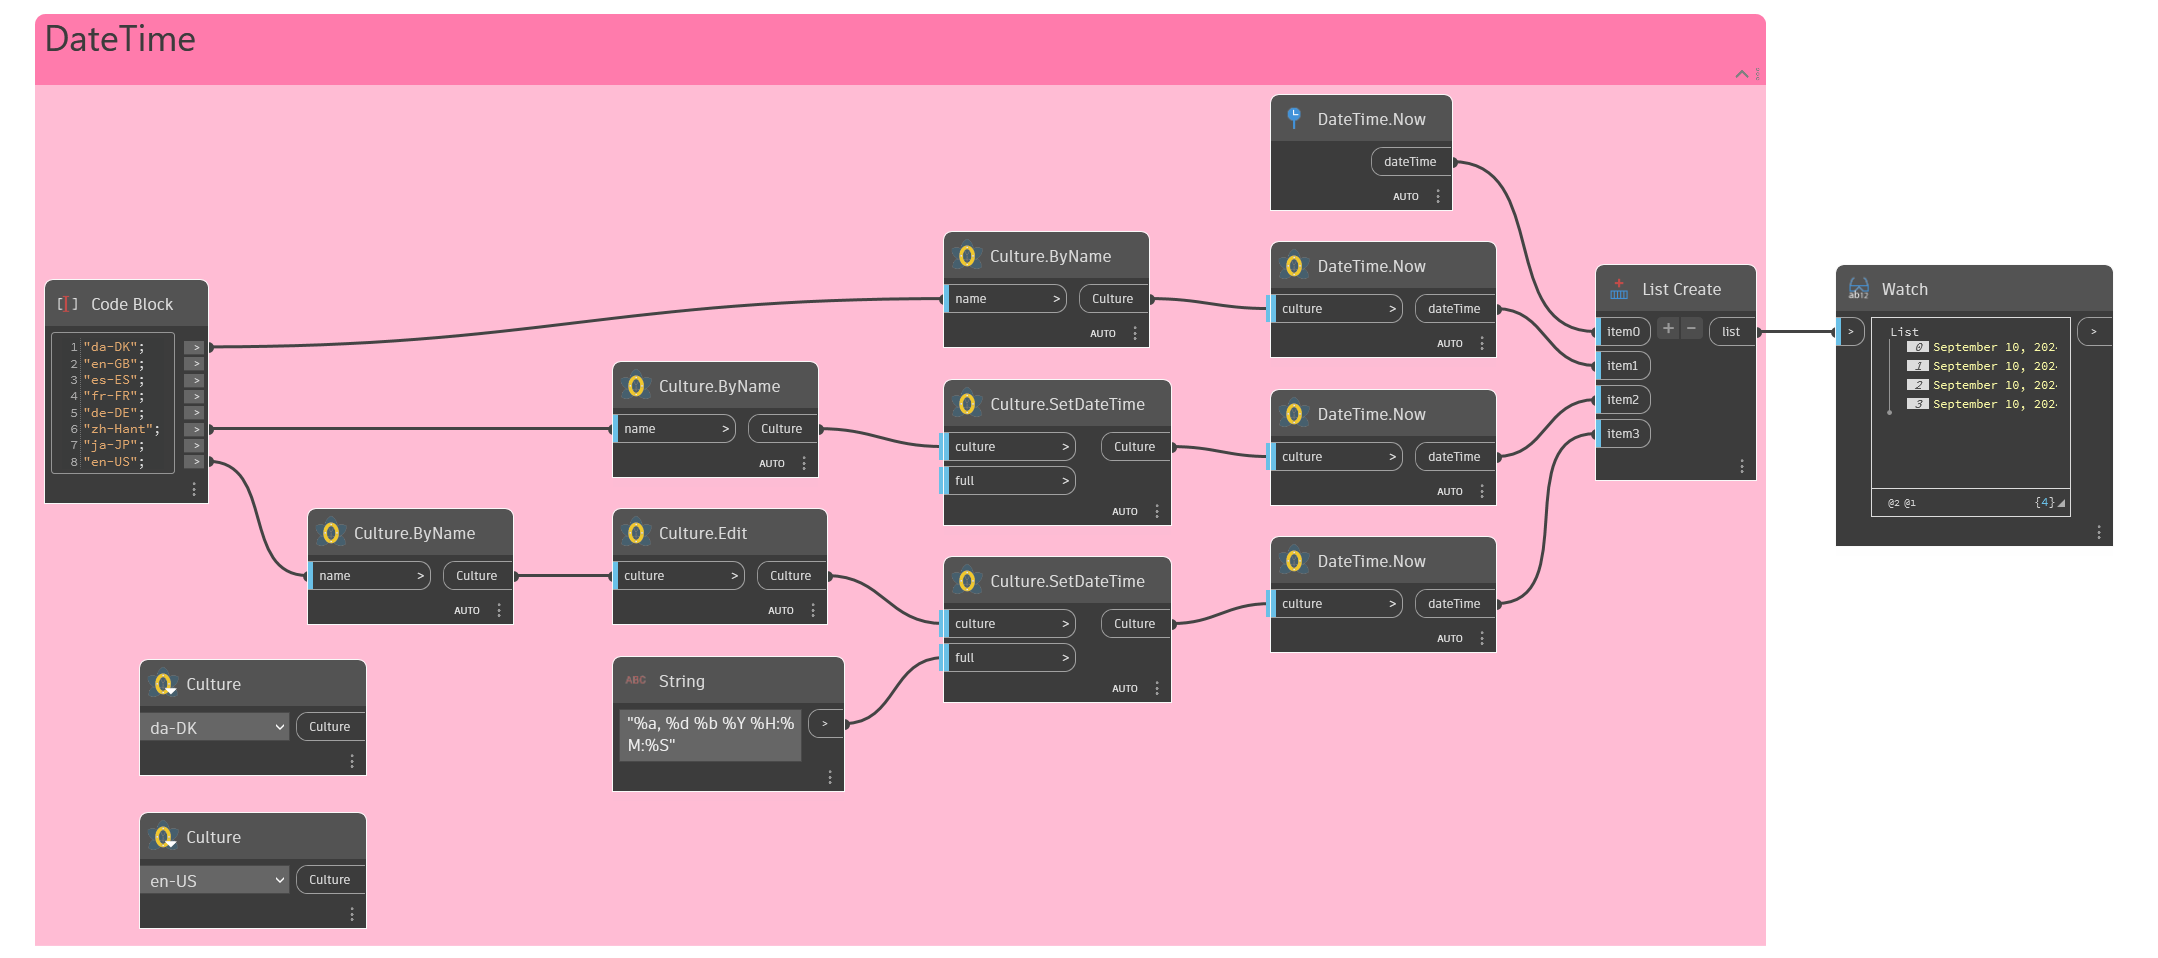 DateTime
DateTime.Now
dateTime
AUTO
Culture.ByName
name > Culture
AUTO
DateTime.Now
culture > dateTime
AUTO
Code Block
1 "da-DK"; >
2 "en-GB"; >
3 "es-ES"; >
4 "fr-FR"; >
5 "de-DE"; >
6 "zh-Hant"; >
7 "ja-JP"; >
8 "en-US"; >
List Create
item0 + - list
item1
item2
item3
Watch
> >
List
0 September 10, 202
1 September 10, 202
2 September 10, 202
3 September 10, 202
@2 @1 {4}
Culture.ByName
name > Culture
AUTO
Culture.SetDateTime
culture > Culture
full >
AUTO
DateTime.Now
culture > dateTime
AUTO
Culture.ByName
name > Culture
AUTO
Culture.Edit
culture > Culture
AUTO
Culture.SetDateTime
culture > Culture
full >
AUTO
DateTime.Now
culture > dateTime
AUTO
Culture
da-DK Culture
ABC String
"%a, %d %b %Y %H:% >
M:%S"
Culture
en-US Culture